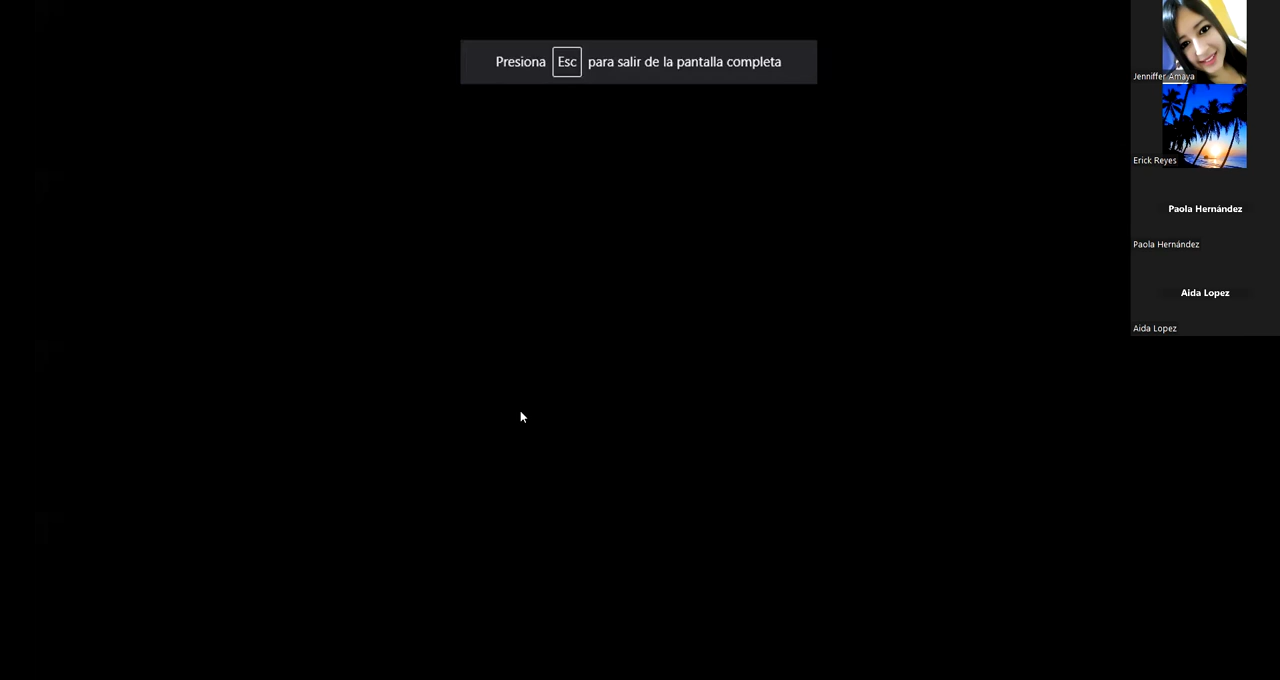 Presiona Esc para salir de la pantalla completa
Jenniffer Amaya
Erick Reyes
Paola Hernández
Paola Hernández
Aida Lopez
Aida Lopez